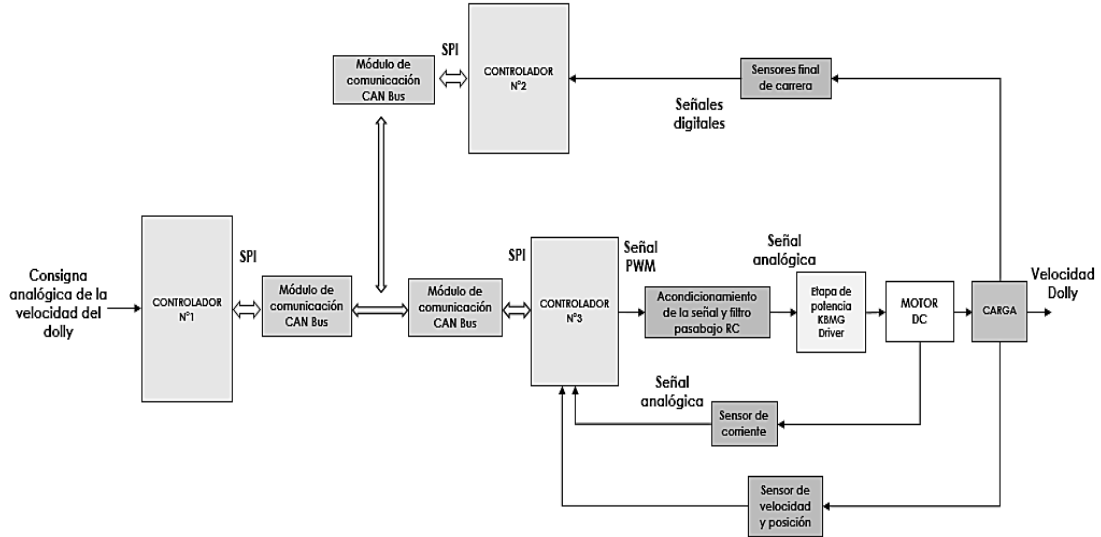 SPI
Módulo de
comunicación
CAN Bus
CONTROLADOR
N°2
Sensores final
de carrera
Señales
digitales
Consigna
analógica de la
velocidad del
dolly
CONTROLADOR
N°1
SPI
Módulo de
comunicación
CAN Bus
Módulo de
comunicación
CAN Bus
SPI
CONTROLADOR
N°3
Señal
PWM
Acondicionamiento
de la señal y filtro
pasabajo RC
Señal
analógica
Etapa de
potencia
KBMG
Driver
MOTOR
DC
CARGA
Velocidad
Dolly
Señal
analógica
Sensor de
corriente
Sensor de
velocidad
y posición